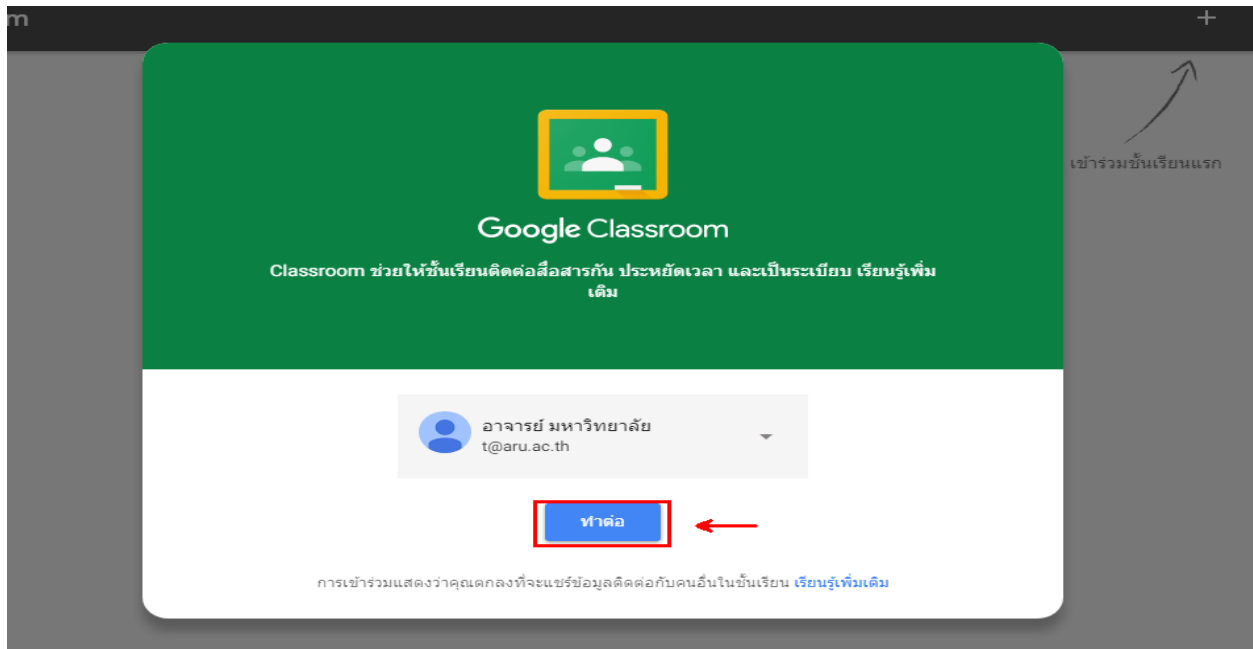 m
+
เข้าร่วมชั้นเรียนแรก
Google Classroom
Classroom ช่วยให้ชั้นเรียนติดต่อสื่อสารกัน ประหยัดเวลา และเป็นระเบียบ เรียนรู้เพิ่ม
เติม
อาจารย์ มหาวิทยาลัย
t@aru.ac.th
ทำต่อ
การเข้าร่วมแสดงว่าคุณตกลงที่จะแชร์ข้อมูลติดต่อกับคนอื่นในชั้นเรียน เรียนรู้เพิ่มเติม